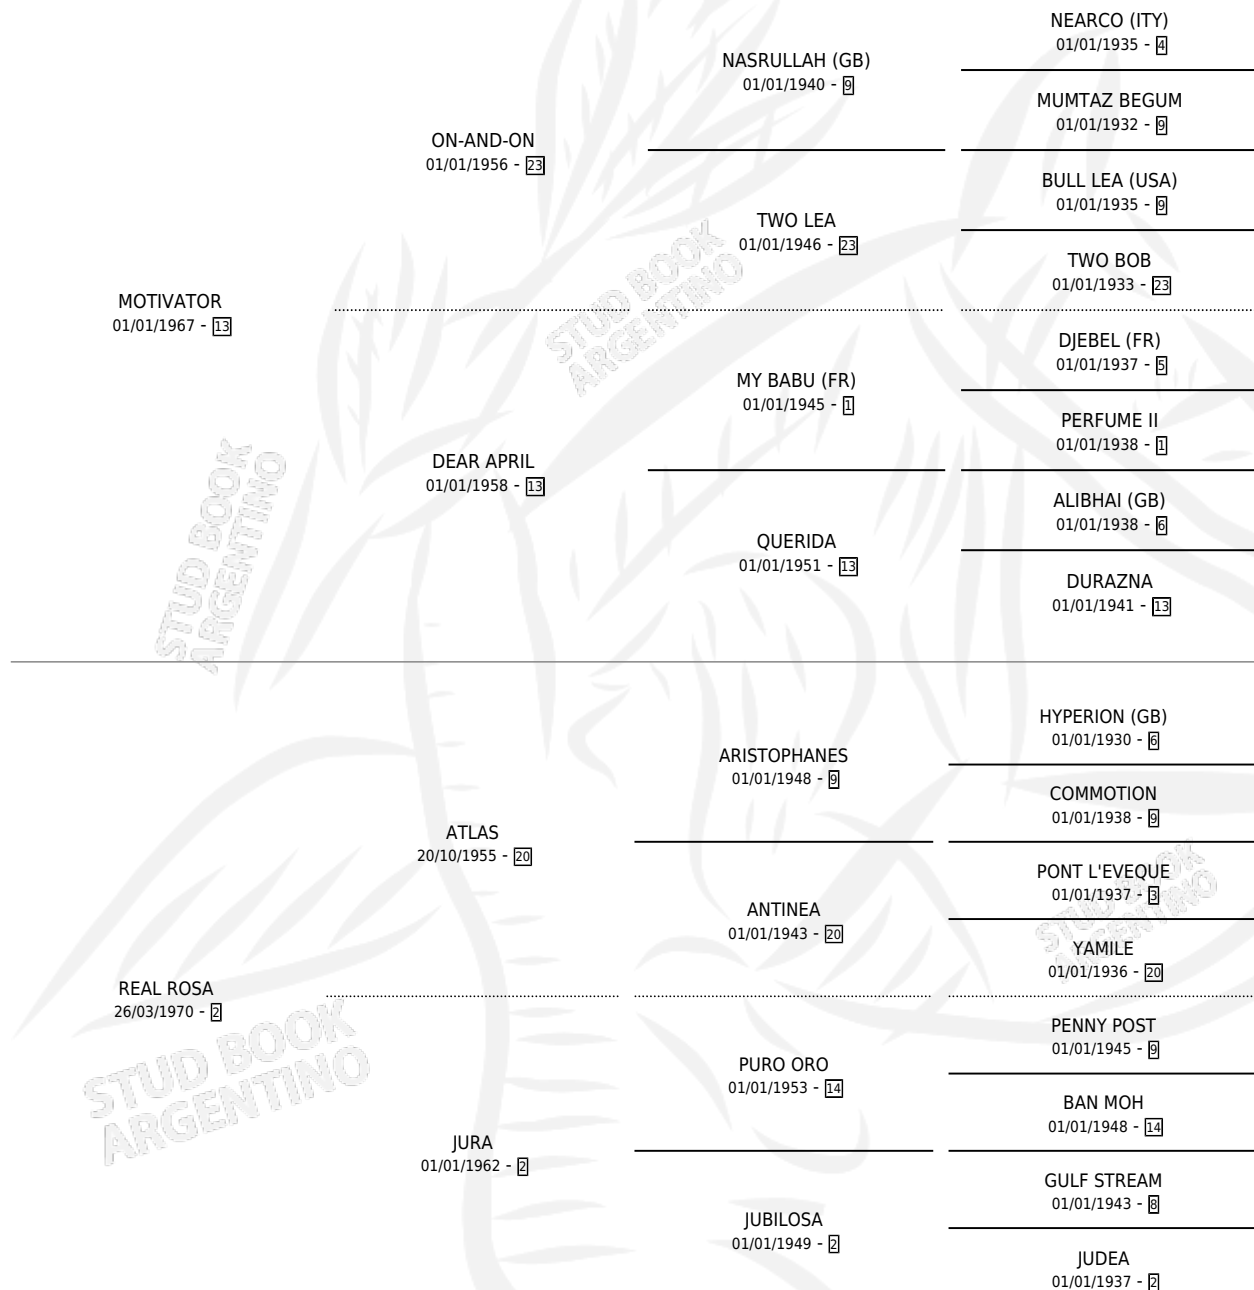 NEARCO (ITY)
01/01/1935 - 4
NASRULLAH (GB)
01/01/1940 - 9
MUMTAZ BEGUM
01/01/1932 - 9
ON-AND-ON
01/01/1956 - 23
BULL LEA (USA)
01/01/1935 - 9
TWO LEA
01/01/1946 - 23
TWO BOB
01/01/1933 - 23
MOTIVATOR
01/01/1967 - 13
DJEBEL (FR)
01/01/1937 - 5
MY BABU (FR)
01/01/1945 - 1
PERFUME II
01/01/1938 - 1
DEAR APRIL
01/01/1958 - 13
ALIBHAI (GB)
01/01/1938 - 6
QUERIDA
01/01/1951 - 13
DURAZNA
01/01/1941 - 13
HYPERION (GB)
01/01/1930 - 6
ARISTOPHANES
01/01/1948 - 9
COMMOTION
01/01/1938 - 9
ATLAS
20/10/1955 - 20
PONT L'EVEQUE
01/01/1937 - 3
ANTINEA
01/01/1943 - 20
YAMILE
01/01/1936 - 20
REAL ROSA
26/03/1970 - 2
PENNY POST
01/01/1945 - 9
PURO ORO
01/01/1953 - 14
BAN MOH
01/01/1948 - 14
JURA
01/01/1962 - 2
GULF STREAM
01/01/1943 - 8
JUBILOSA
01/01/1949 - 2
JUDEA
01/01/1937 - 2
STUD BOOK
ARGENTINO
STUD BOOK
ARGENTINO
STUD BOOK
ARGENTINO
STUD BOOK
ARGENTINO